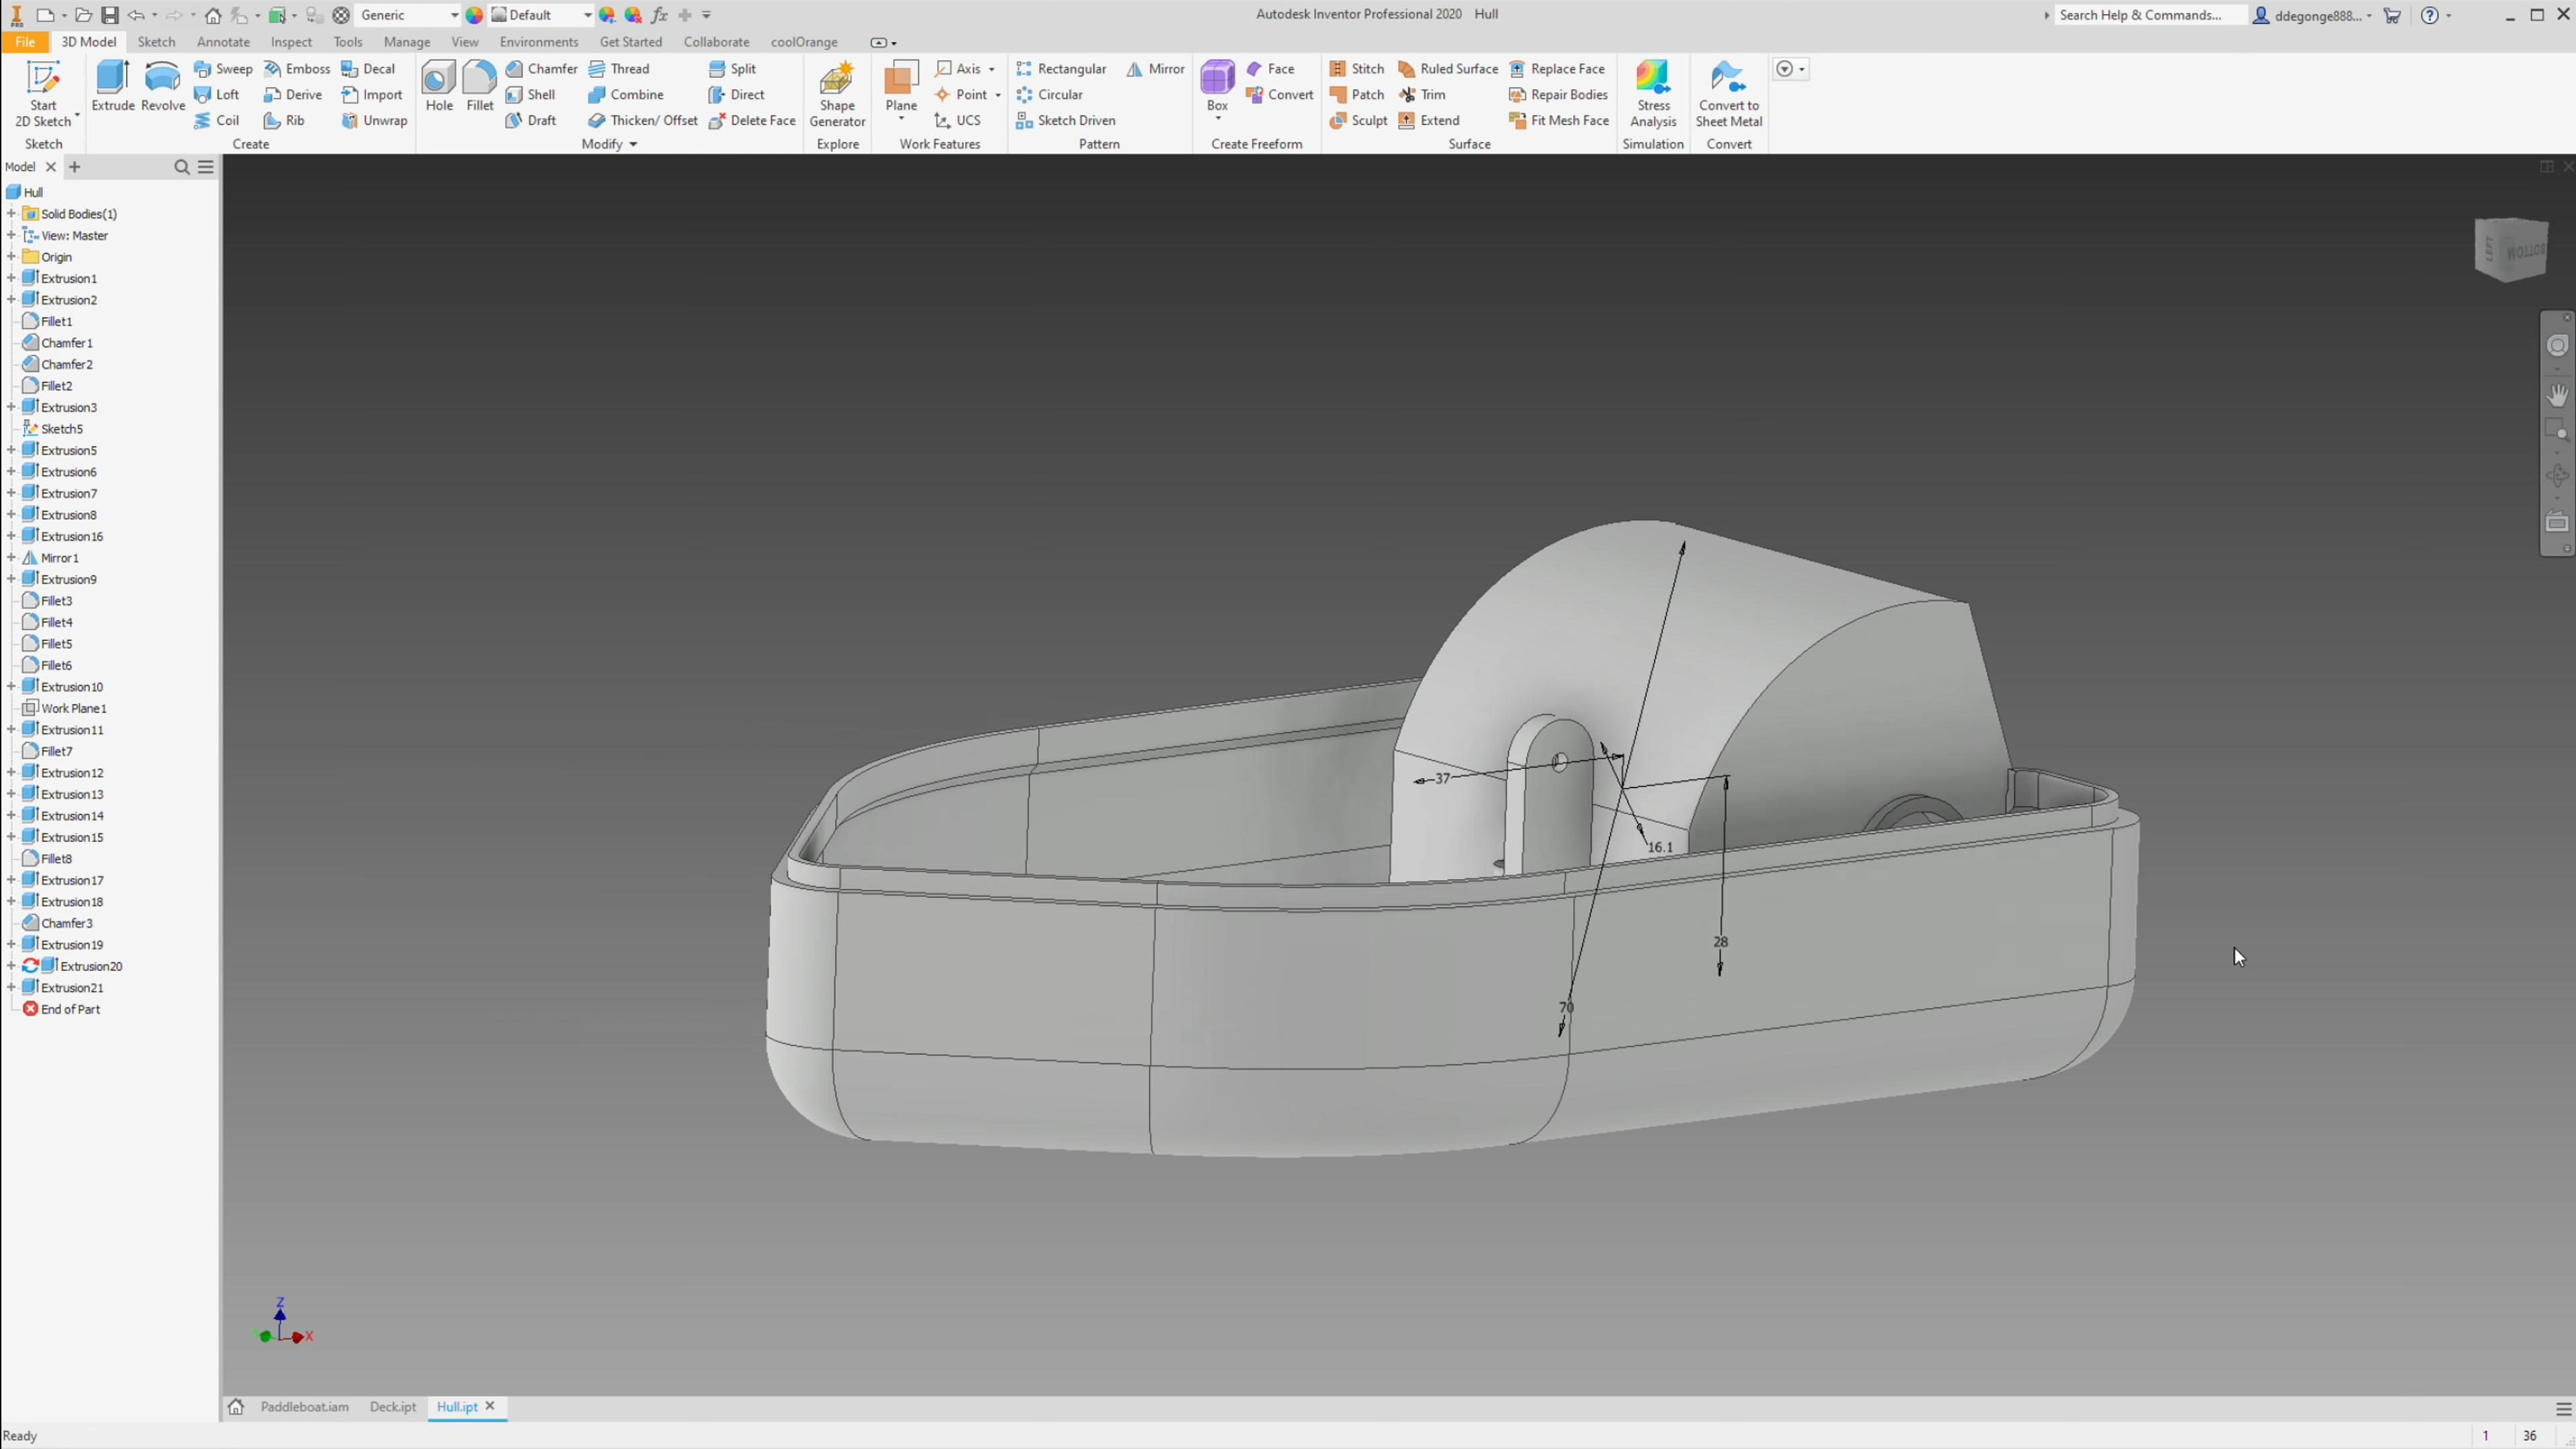 Generic
Default
Autodesk Inventor Professional 2020 Hull
Search Help & Commands...
ddegonge888...
File 3D Model Sketch Annotate Inspect Tools Manage View Environments Get Started Collaborate coolOrange
Start
2D Sketch
Sketch
Extrude
Revolve
Sweep
Loft
Coil
Emboss
Derive
Rib
Decal
Import
Unwrap
Create
Hole
Fillet
Chamfer
Shell
Draft
Thread
Combine
Thicken/ Offset
Split
Direct
Delete Face
Modify
Shape
Generator
Explore
Plane
Axis
Point
UCS
Work Features
Rectangular
Circular
Sketch Driven
Mirror
Pattern
Box
Face
Convert
Create Freeform
Stitch
Patch
Sculpt
Ruled Surface
Trim
Extend
Replace Face
Repair Bodies
Fit Mesh Face
Surface
Stress
Analysis
Simulation
Convert to
Sheet Metal
Convert
Model
Hull
Solid Bodies(1)
View: Master
Origin
Extrusion1
Extrusion2
Fillet1
Chamfer1
Chamfer2
Fillet2
Extrusion3
Sketch5
Extrusion5
Extrusion6
Extrusion7
Extrusion8
Extrusion16
Mirror1
Extrusion9
Fillet3
Fillet4
Fillet5
Fillet6
Extrusion10
Work Plane1
Extrusion11
Fillet7
Extrusion12
Extrusion13
Extrusion14
Extrusion15
Fillet8
Extrusion17
Extrusion18
Chamfer3
Extrusion19
Extrusion20
Extrusion21
End of Part
LEFT
BOTTOM
37
16.1
28
70
Z
X
Paddleboat.iam Deck.ipt Hull.ipt
Ready
1 36